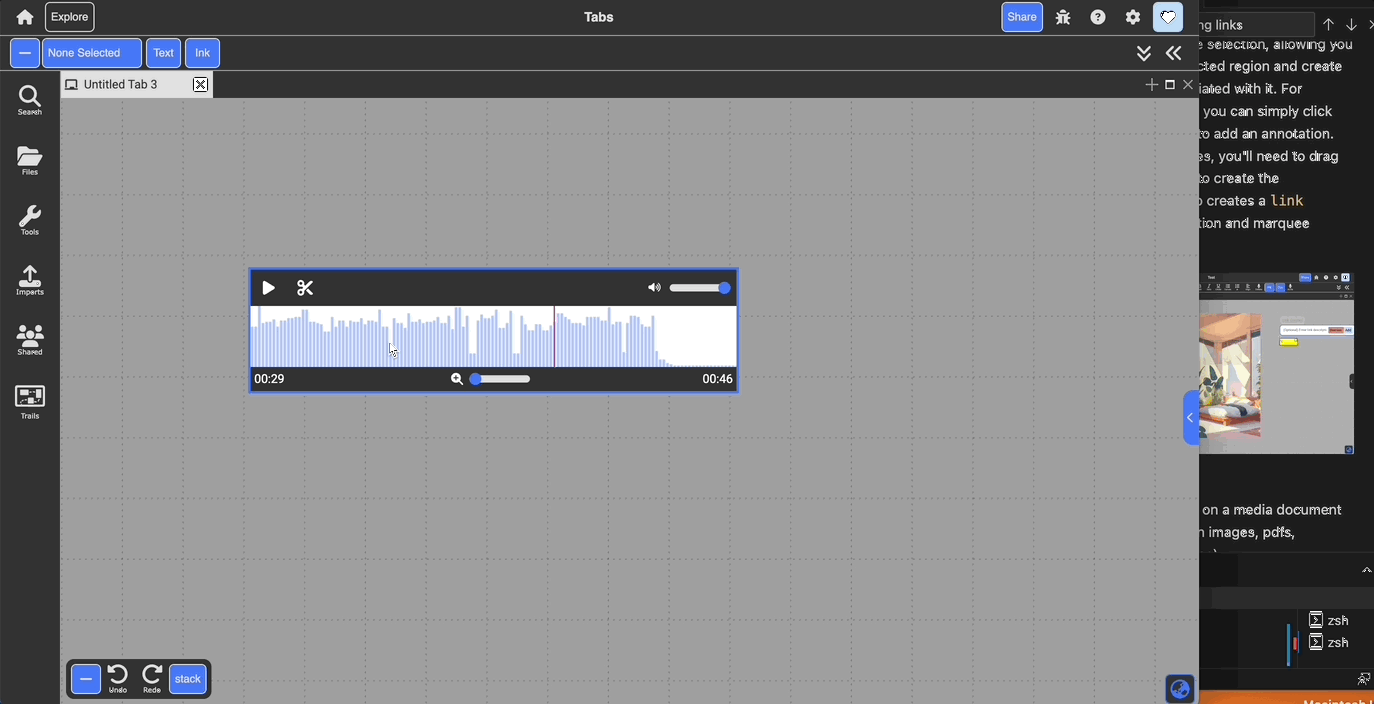 Explore
Tabs
Share
None Selected
Text
Ink
Untitled Tab 3
Search
Files
Tools
Imports
Shared
Trails
00:29
00:46
Undo
Redo
stack
ng links
selection, allowing you
cted region and create
iated with it. For
you can simply click
to add an annotation.
es, you'll need to drag
to create the
creates a link
tion and marquee
on a media document
images, pdfs,
zsh
zsh